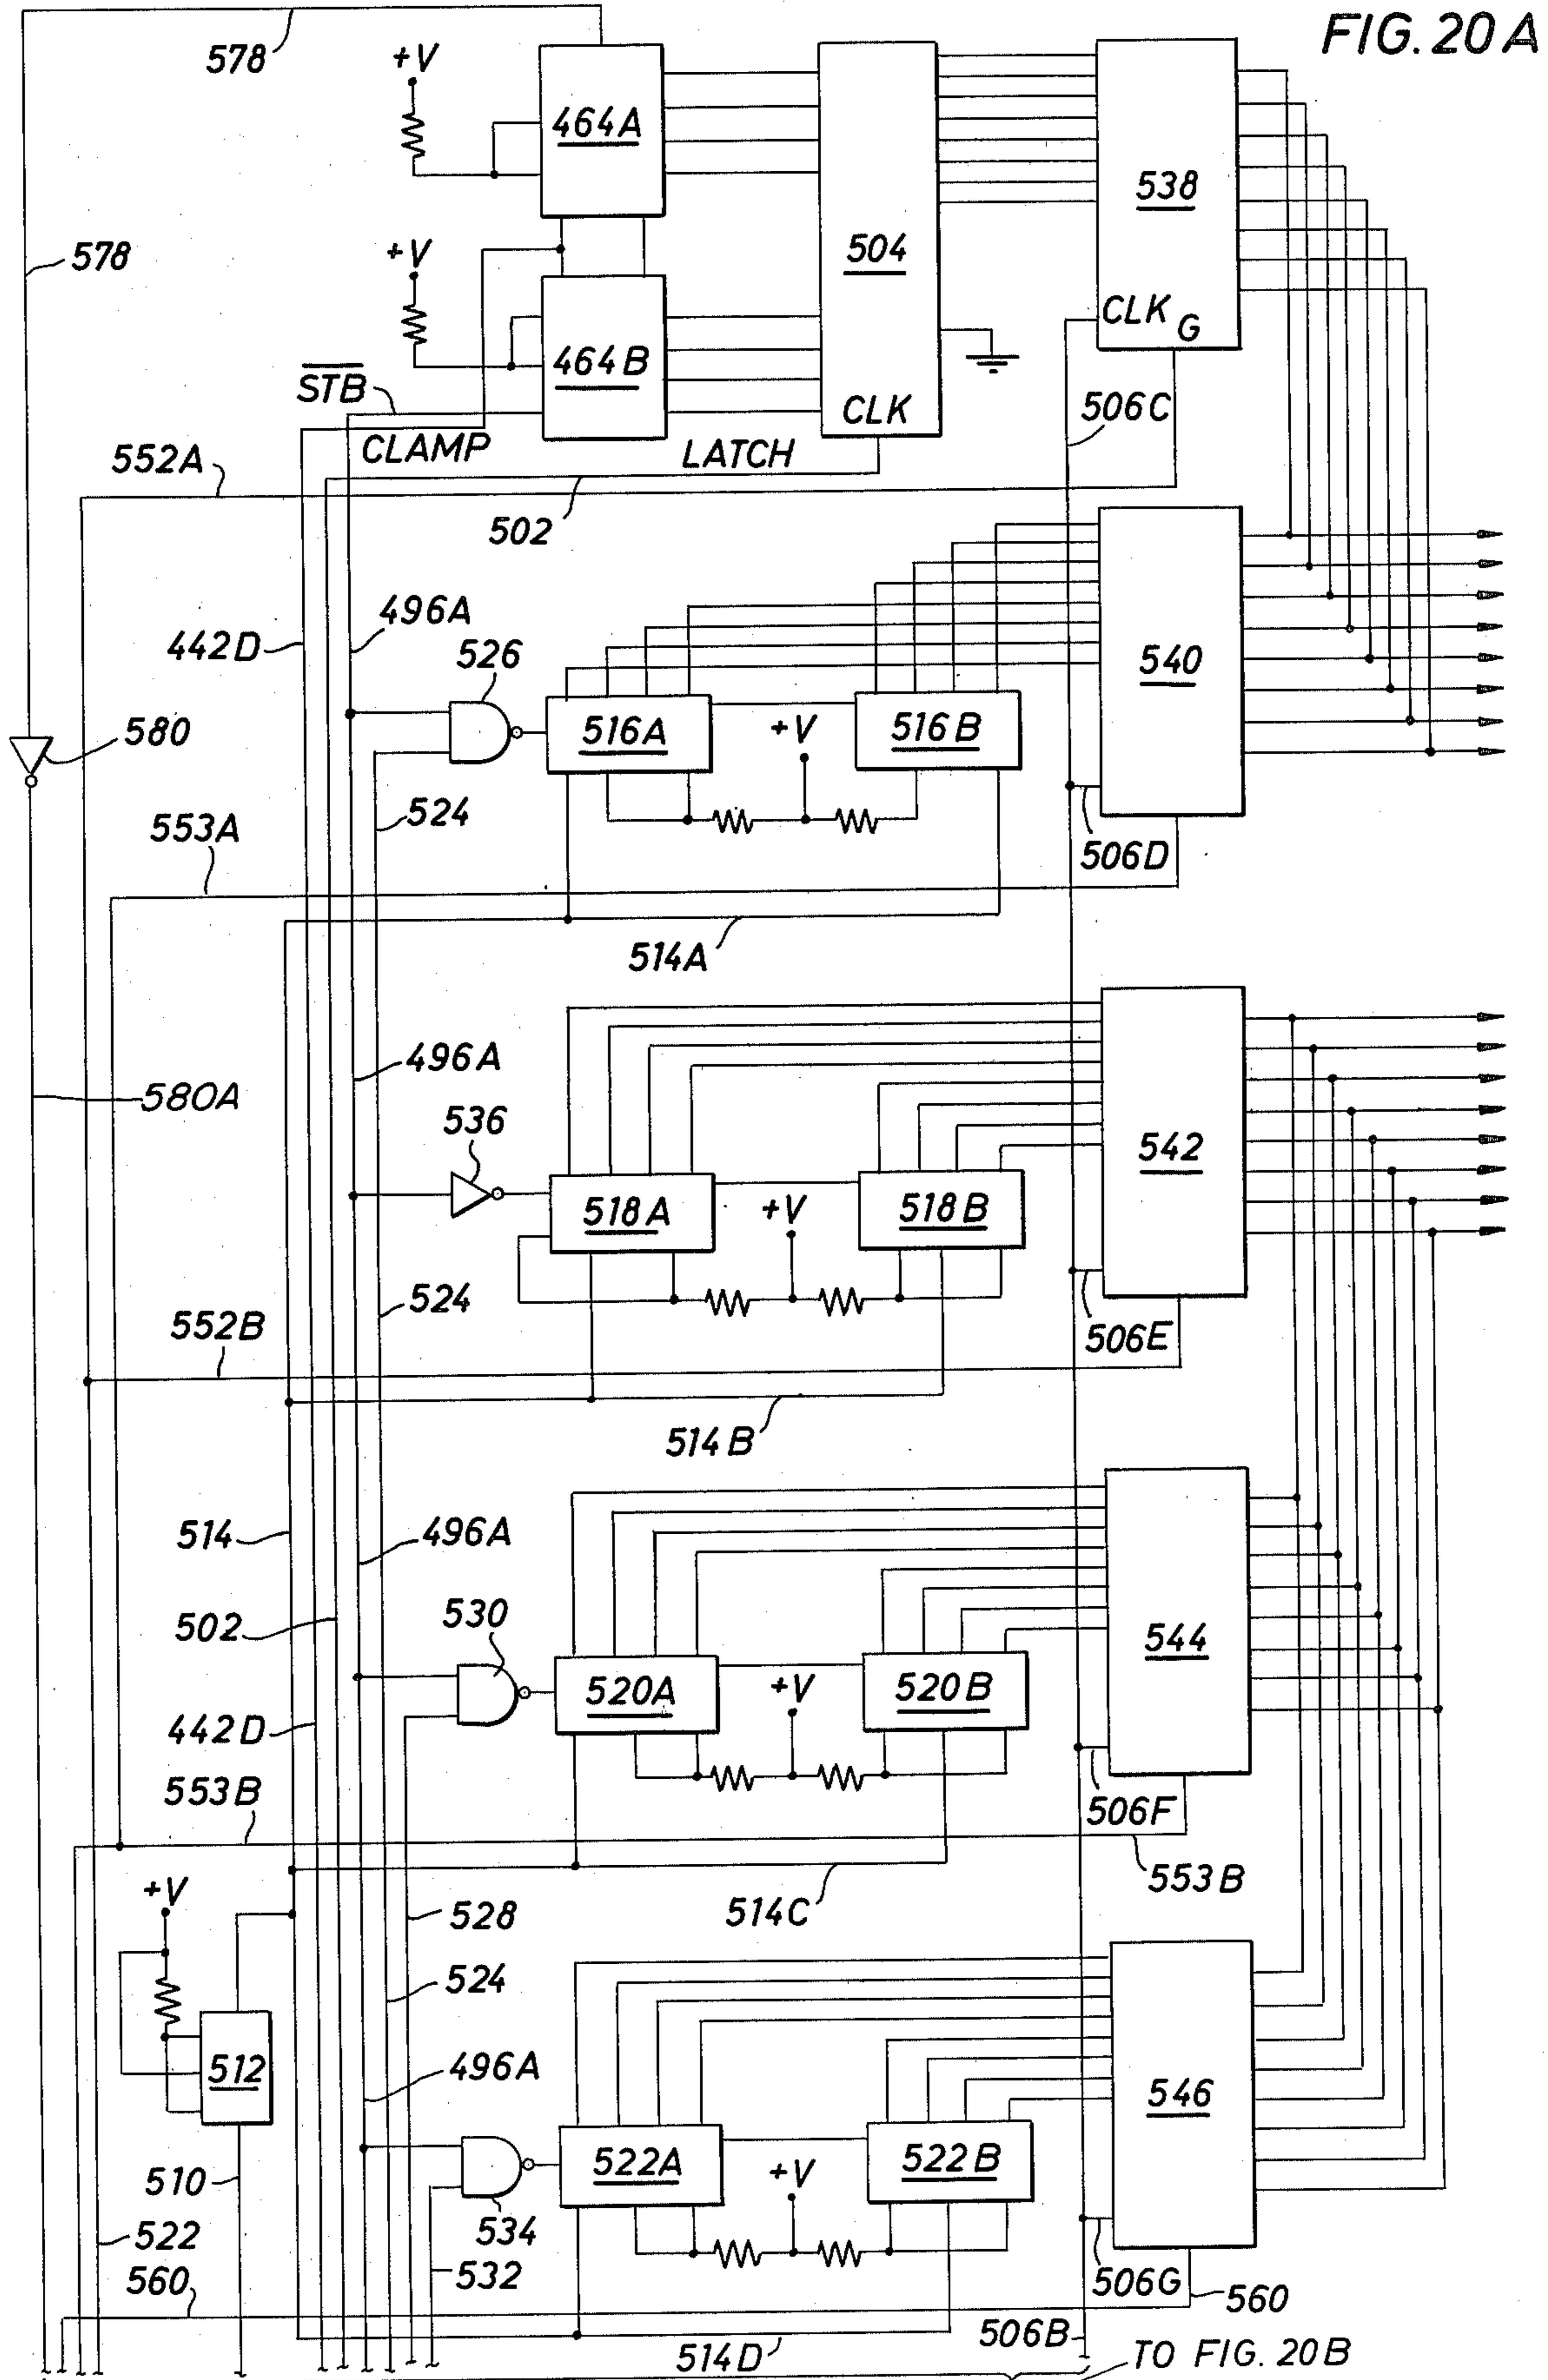 FIG. 20A
578
+V
464A
504
538
578
+V
464B
CLK
G
STB
CLAMP
LATCH
CLK
506C
552A
502
442D
496A
526
540
580
516A
+V
516B
524
553A
506D
514A
496A
580A
536
542
518A
+V
518B
524
552B
506E
514B
514
496A
502
530
544
520A
+V
520B
442D
553B
506F
553B
+V
528
514C
524
512
496A
546
510
522A
+V
522B
534
522
532
560
506G
560
514D
506B
TO FIG. 20B